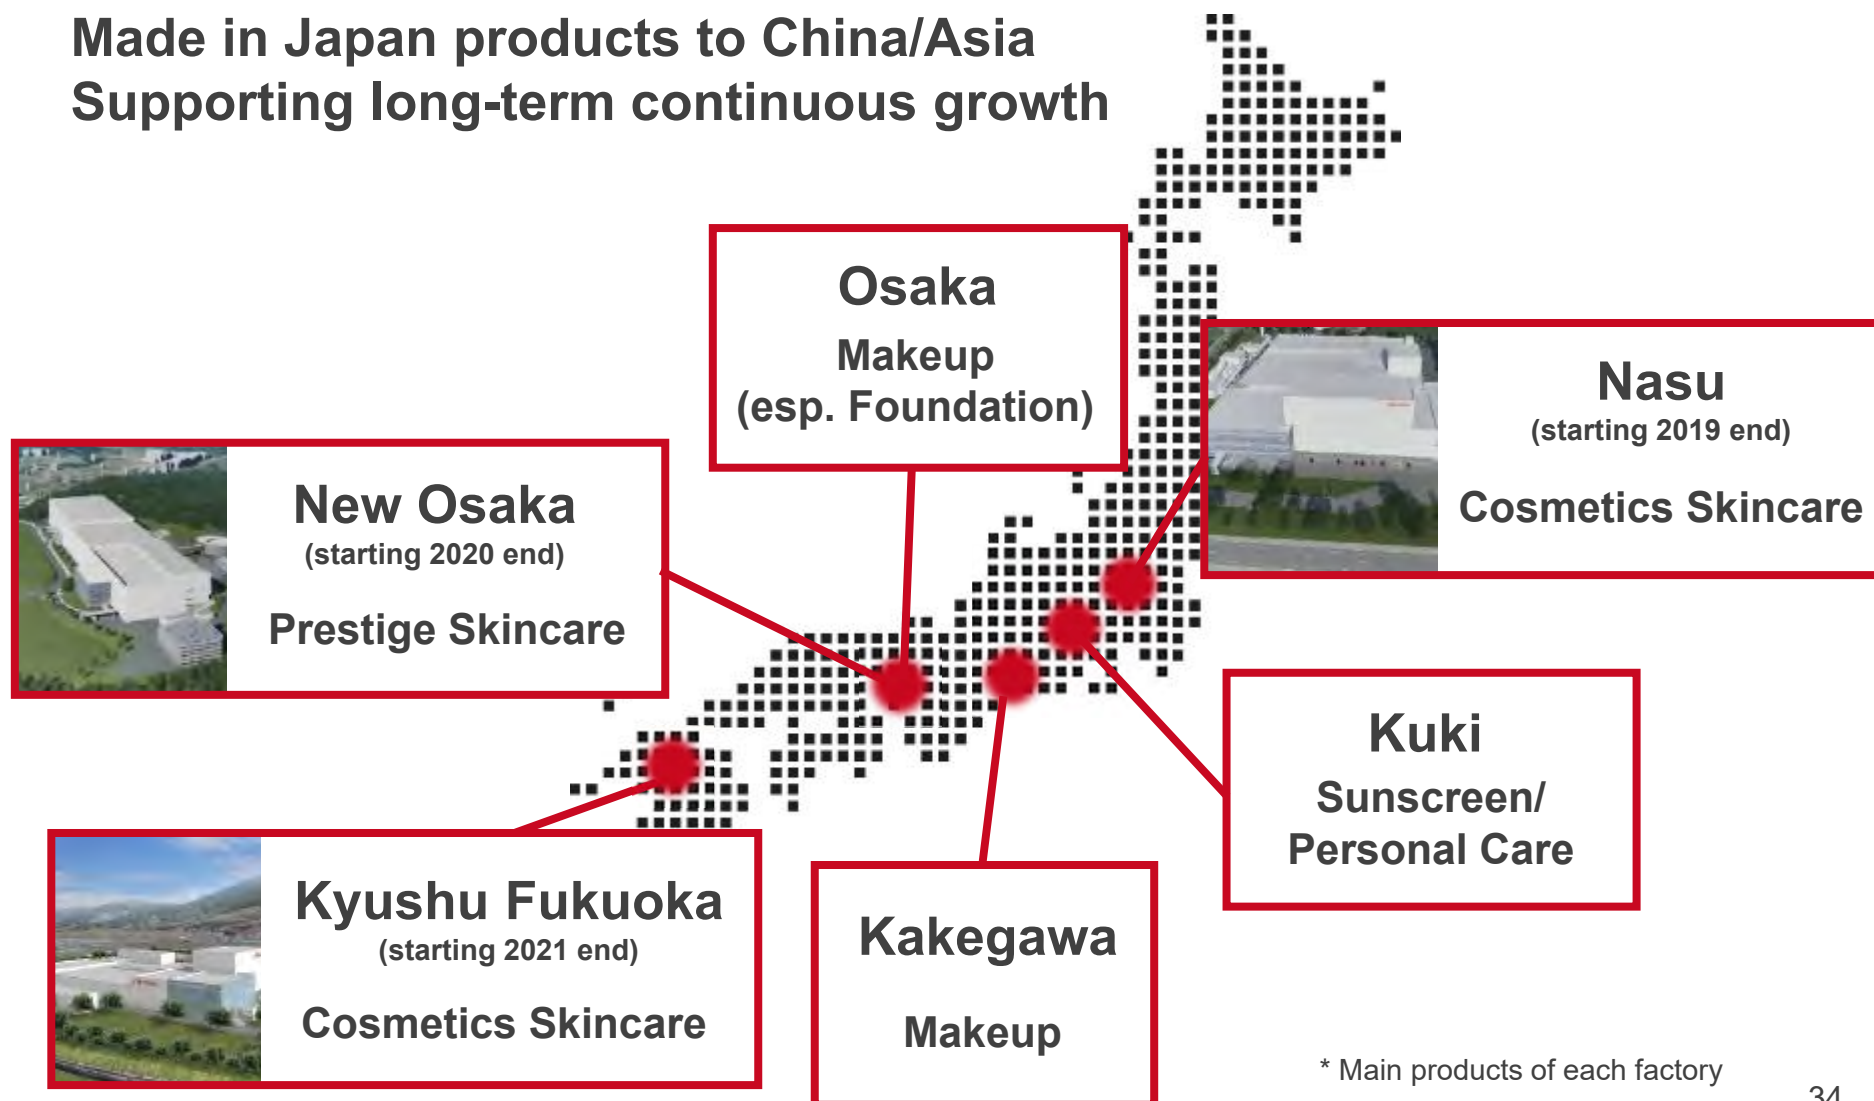 Made in Japan products to China/Asia
Supporting long-term continuous growth
Osaka
Makeup
(esp. Foundation)
Nasu
(starting 2019 end)
Cosmetics Skincare
New Osaka
(starting 2020 end)
Prestige Skincare
Kuki
Sunscreen/
Personal Care
Kyushu Fukuoka
(starting 2021 end)
Cosmetics Skincare
Kakegawa
Makeup
* Main products of each factory
34